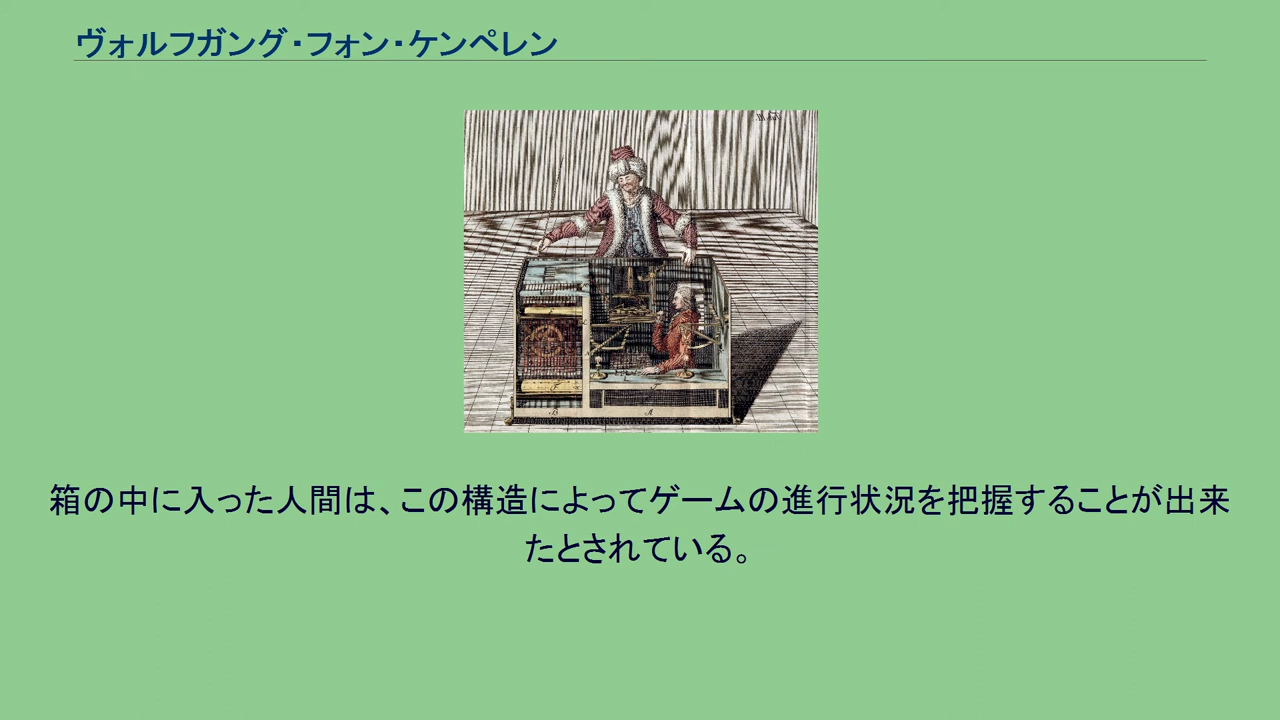 ヴォルフガング・フォン・ケンペレン
箱の中に入った人間は、この構造によってゲームの進行状況を把握することが出来
たとされている。